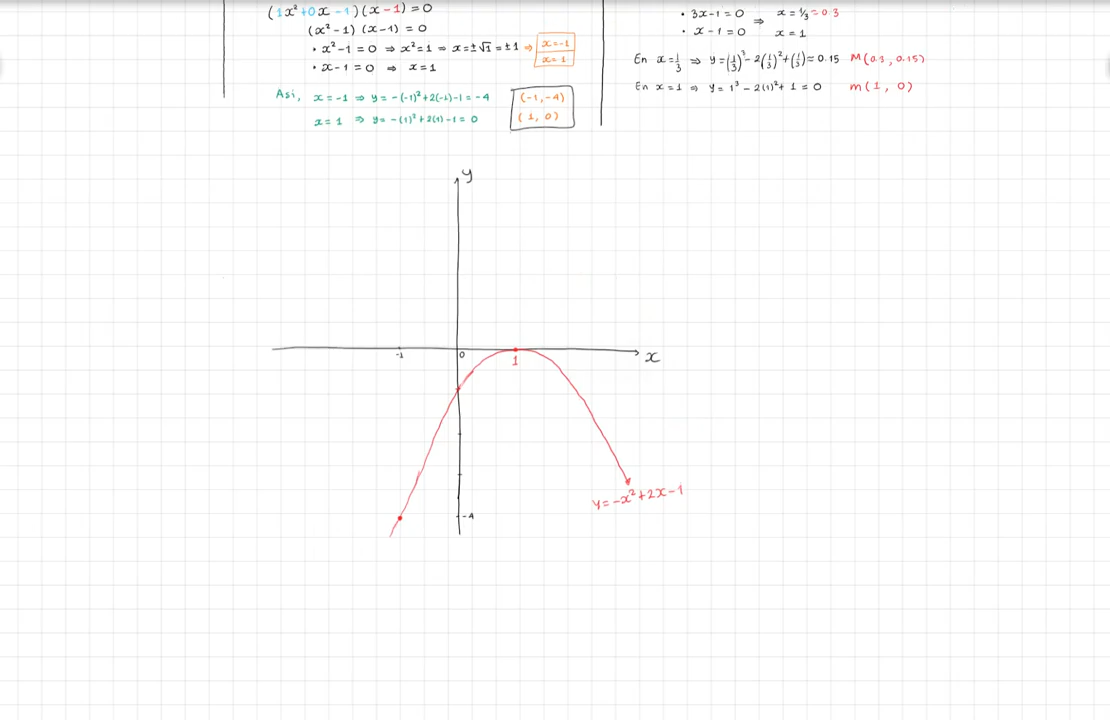 (1x²+0x-1)(x-1)=0
(x²-1)(x-1)=0
• x²-1=0 ⇒ x²=1 ⇒ x=±√1=±1 ⇒ x=-1
x=1
• x-1=0 ⇒ x=1
Asi, x=-1 ⇒ y=-(-1)²+2(-1)-1=-4 (-1,-4)
x=1 ⇒ y=-(1)²+2(1)-1=0 (1,0)
• 3x-1=0 ⇒ x=1/3=0.3
• x-1=0 x=1
En x=1/3 ⇒ y=(1/3)³-2(1/3)²+(1/3)=0.15 M(0.3, 0.15)
En x=1 ⇒ y=1³-2(1)²+1=0 m(1, 0)
y
-1 0 1 x
y=-x²+2x-1
-4